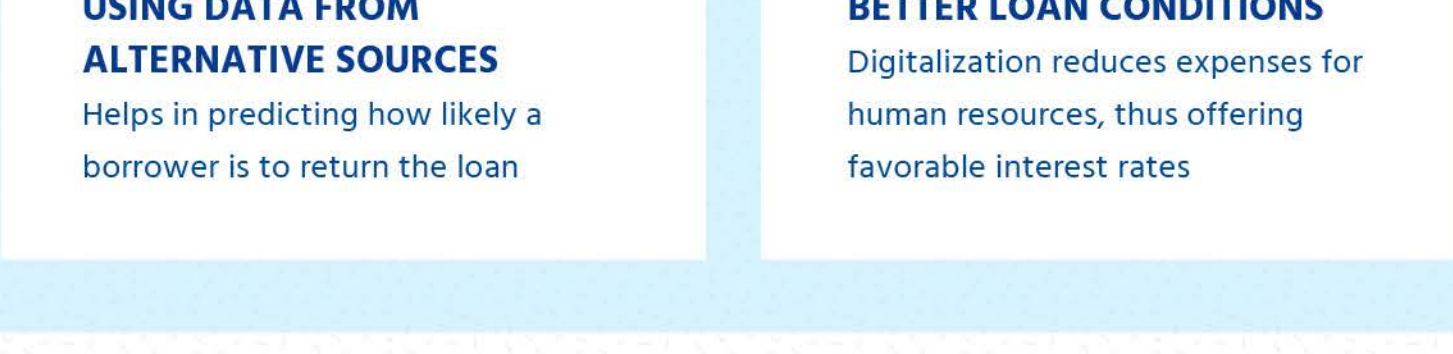 USING DATA FROM
ALTERNATIVE SOURCES
Helps in predicting how likely a
borrower is to return the loan
BETTER LOAN CONDITIONS
Digitalization reduces expenses for
human resources, thus offering
favorable interest rates